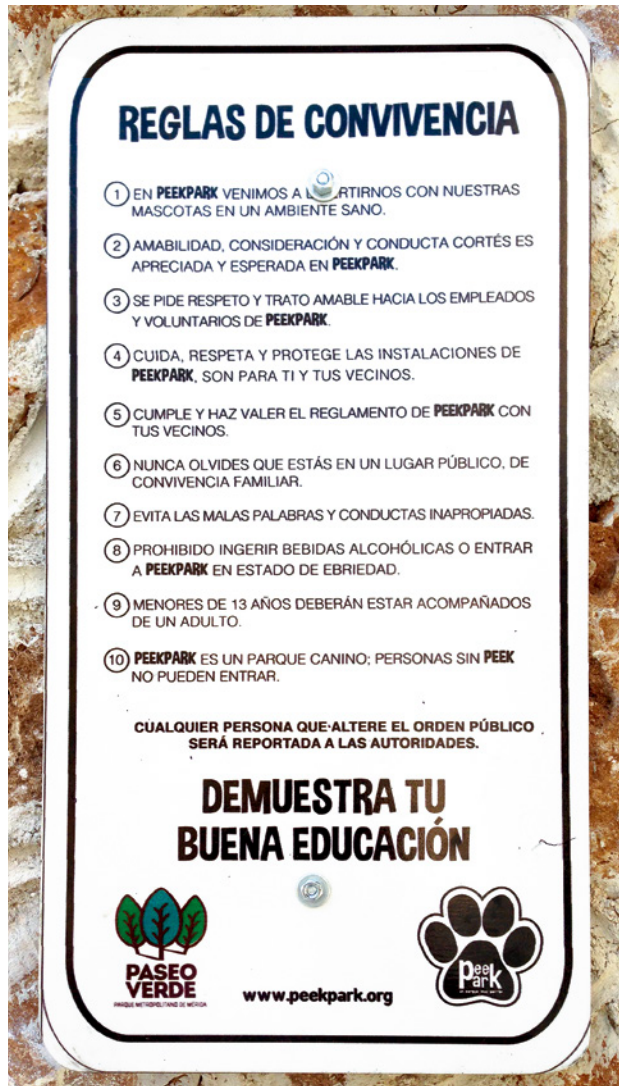 REGLAS DE CONVIVENCIA
1 EN PEEKPARK VENIMOS A CON NUESTRAS
MASCOTAS EN UN AMBIENTE SANO.
2 AMABILIDAD, CONSIDERACIÓN Y CONDUCTA CORTÉS ES
APRECIADA Y ESPERADA EN PEEKPARK.
3 SE PIDE RESPETO Y TRATO AMABLE HACIA LOS EMPLEADOS
Y VOLUNTARIOS DE PEEKPARK.
4 CUIDA, RESPETA Y PROTEGE LAS INSTALACIONES DE
PEEKPARK, SON PARA TI Y TUS VECINOS.
5 CUMPLE Y HAZ VALER EL REGLAMENTO DE PEEKPARK CON
TUS VECINOS.
6 NUNCA OLVIDES QUE ESTÁS EN UN LUGAR PÚBLICO, DE
CONVIVENCIA FAMILIAR.
7 EVITA LAS MALAS PALABRAS Y CONDUCTAS INAPROPIADAS.
8 PROHIBIDO INGERIR BEBIDAS ALCOHÓLICAS O ENTRAR
A PEEKPARK EN ESTADO DE EBRIEDAD.
9 MENORES DE 13 AÑOS DEBERÁN ESTAR ACOMPAÑADOS
DE UN ADULTO.
10 PEEKPARK ES UN PARQUE CANINO; PERSONAS SIN PEEK
NO PUEDEN ENTRAR.
CUALQUIER PERSONA QUE ALTERE EL ORDEN PÚBLICO
SERÁ REPORTADA A LAS AUTORIDADES.
DEMUESTRA TU
BUENA EDUCACIÓN
PASEO
VERDE
PARQUE METROPOLITANO DE MÉRIDA
www.peekpark.org
Peek
Park